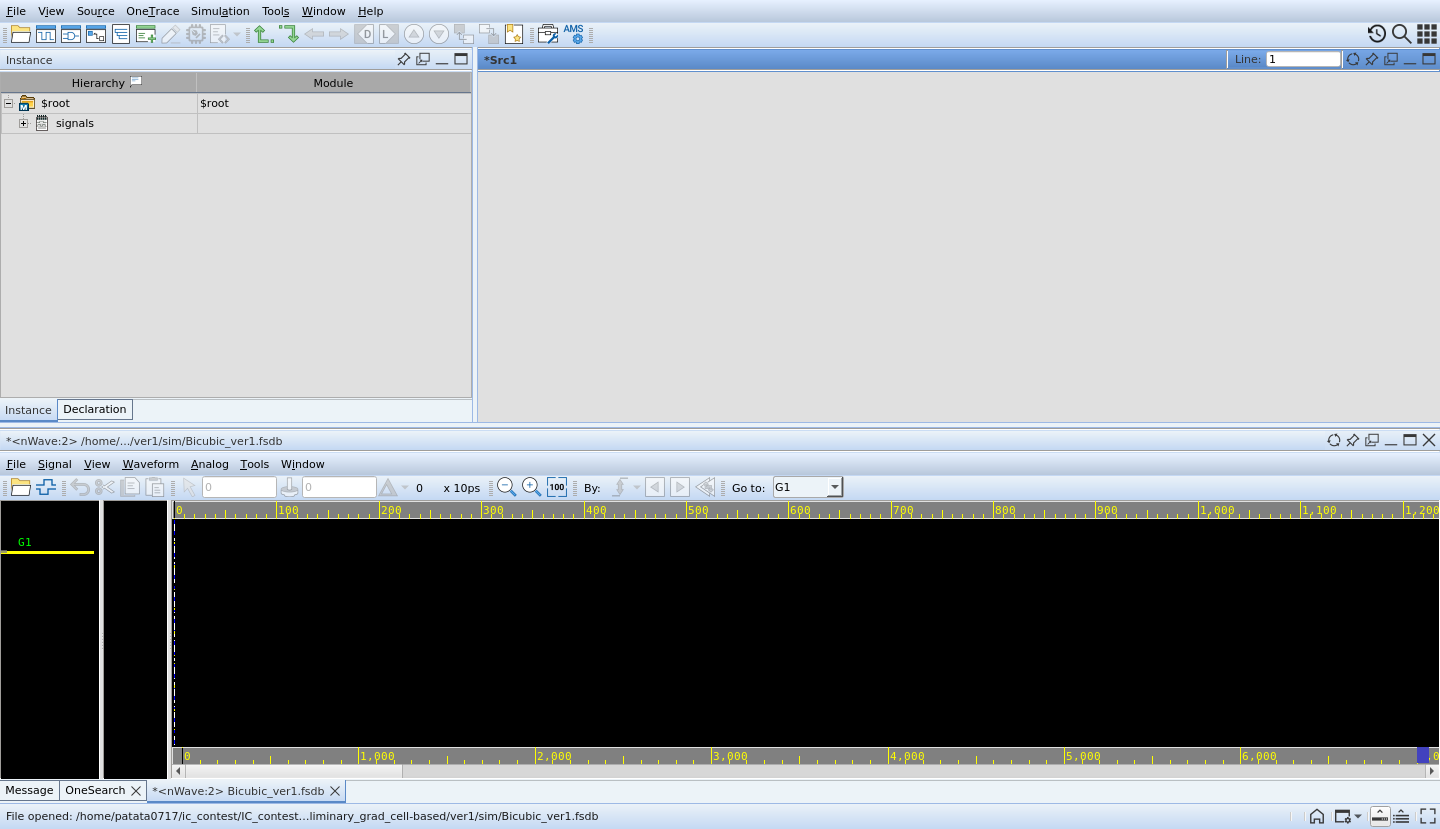 File View Source OneTrace Simulation Tools Window Help
D L AMS
Instance
*Src1 Line: 1
Hierarchy Module
M $root $root
signals
Instance Declaration
*<nWave:2> /home/.../ver1/sim/Bicubic_ver1.fsdb
File Signal View Waveform Analog Tools Window
0 0 0 x 10ps 100 By: Go to: G1
0 100 200 300 400 500 600 700 800 900 1,000 1,100 1,200
G1
0 1,000 2,000 3,000 4,000 5,000 6,000 0
Message OneSearch *<nWave:2> Bicubic_ver1.fsdb
File opened: /home/patata0717/ic_contest/IC_contest...liminary_grad_cell-based/ver1/sim/Bicubic_ver1.fsdb